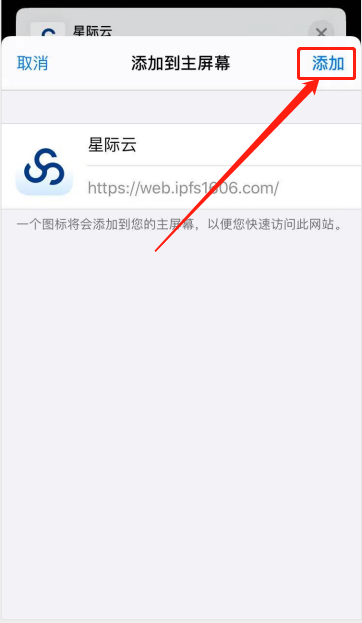 星际云
取消
添加到主屏幕
添加
星际云
https://web.ipfs1606.com/
一个图标将会添加到您的主屏幕，以便您快速访问此网站。